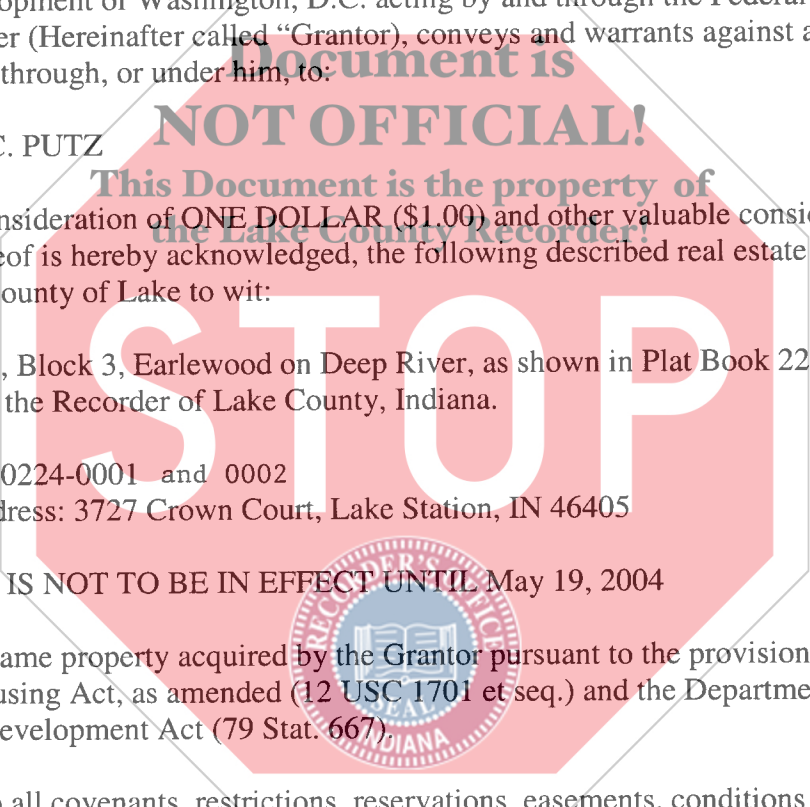 opment of Washington, D.C. acting by and through the Federal
er (Hereinafter called “Grantor), conveys and warrants against a
through, or under him, to:
Document is
NOT OFFICIAL!
C. PUTZ
This Document is the property of
the Lake County Recorder!
nsideration of ONE DOLLAR ($1.00) and other valuable consi
eof is hereby acknowledged, the following described real estate
ounty of Lake to wit:
STOP
, Block 3, Earlewood on Deep River, as shown in Plat Book 22
the Recorder of Lake County, Indiana.
0224-0001 and 0002
dress: 3727 Crown Court, Lake Station, IN 46405
IS NOT TO BE IN EFFECT UNTIL May 19, 2004
RECORDER'S OFFICE
SEAL
INDIANA
ame property acquired by the Grantor pursuant to the provision
using Act, as amended (12 USC 1701 et seq.) and the Departme
evelopment Act (79 Stat. 667).
o all covenants, restrictions, reservations, easements, conditions